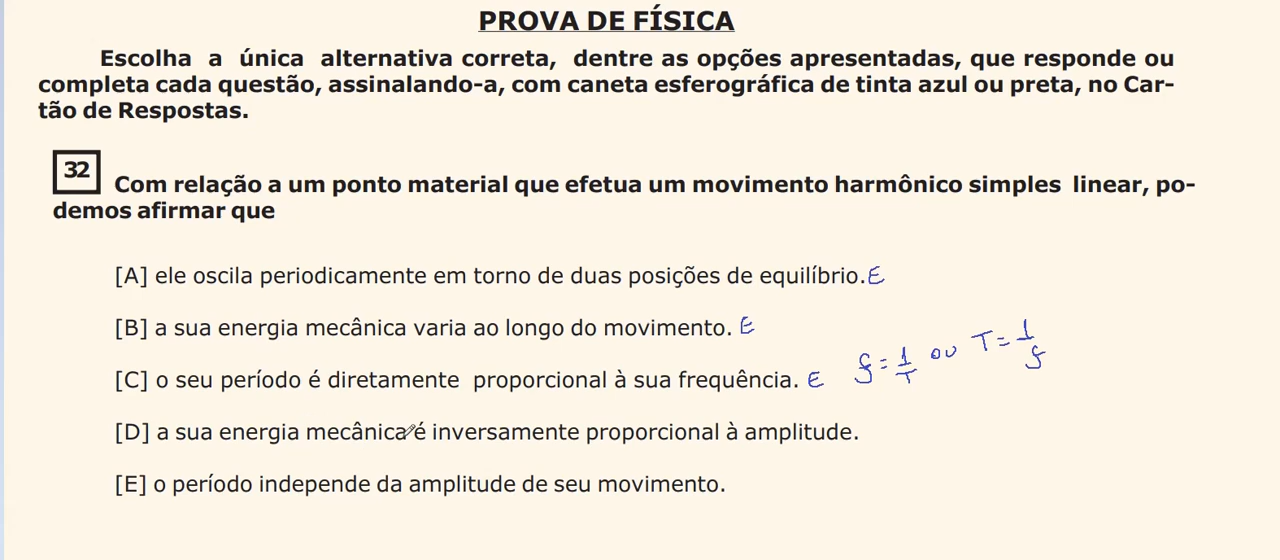 PROVA DE FÍSICA
Escolha a única alternativa correta, dentre as opções apresentadas, que responde ou
completa cada questão, assinalando-a, com caneta esferográfica de tinta azul ou preta, no Car-
tão de Respostas.
32
Com relação a um ponto material que efetua um movimento harmônico simples linear, po-
demos afirmar que
[A] ele oscila periodicamente em torno de duas posições de equilíbrio. E
[B] a sua energia mecânica varia ao longo do movimento. E
[C] o seu período é diretamente proporcional à sua frequência. E f = 1/T ou T = 1/f
[D] a sua energia mecânica é inversamente proporcional à amplitude.
[E] o período independe da amplitude de seu movimento.